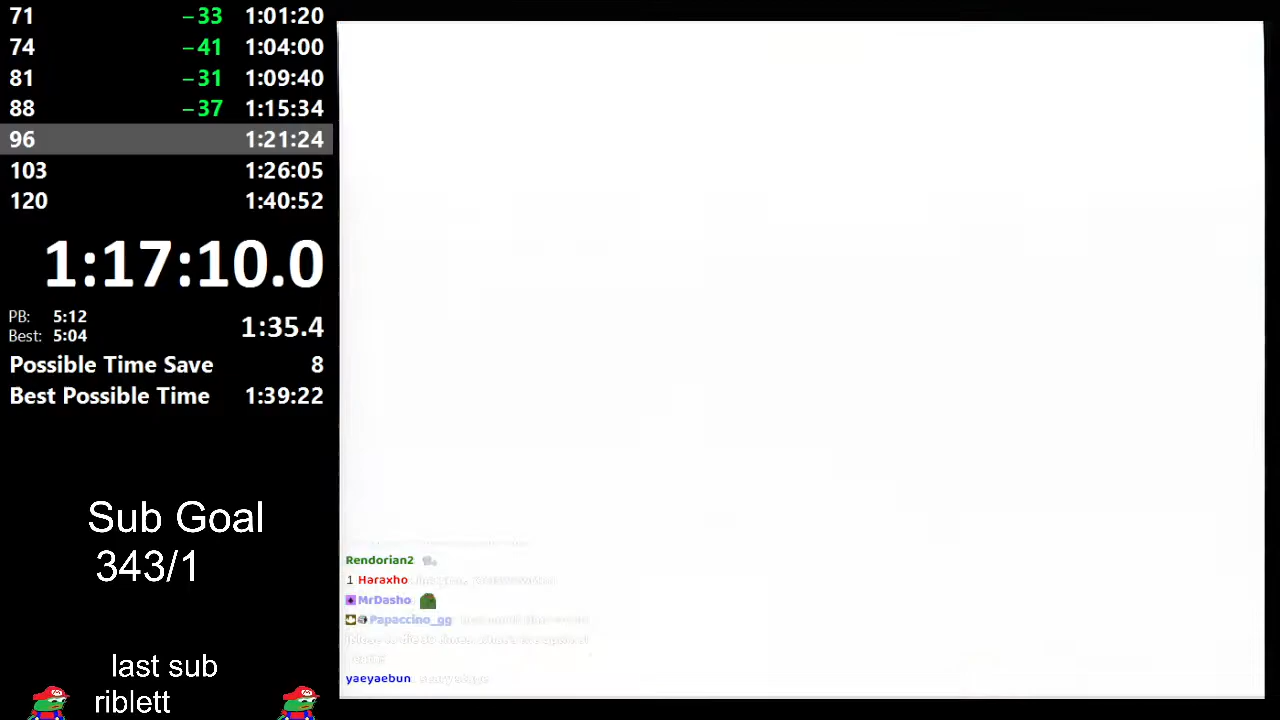 71 -33 1:01:20
74 -41 1:04:00
81 -31 1:09:40
88 -37 1:15:34
96 1:21:24
103 1:26:05
120 1:40:52
1:17:10.0
PB: 5:12
Best: 5:04
1:35.4
Possible Time Save 8
Best Possible Time 1:39:22
Sub Goal
343/1
last sub
riblett
Rendorian2
1 Haraxho
MrDasho
Papaccino_gg
yaeyaebun